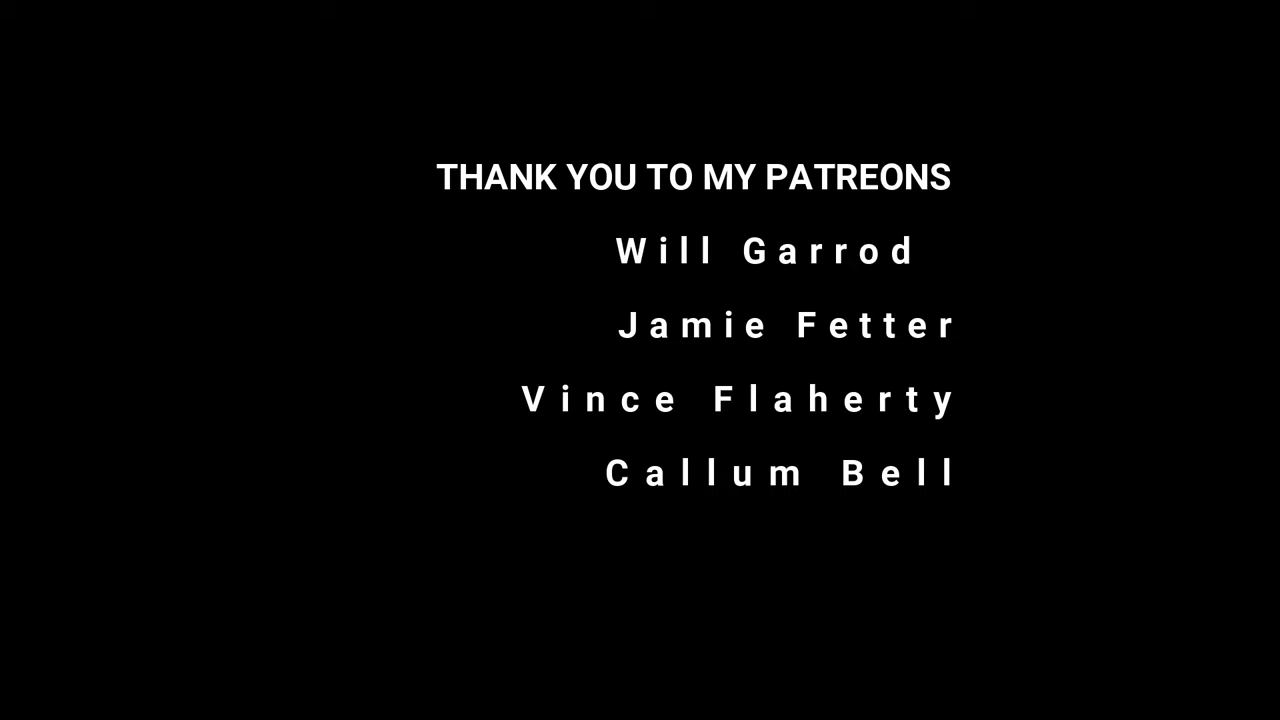 THANK YOU TO MY PATREONS
Will Garrod
Jamie Fetter
Vince Flaherty
Callum Bell